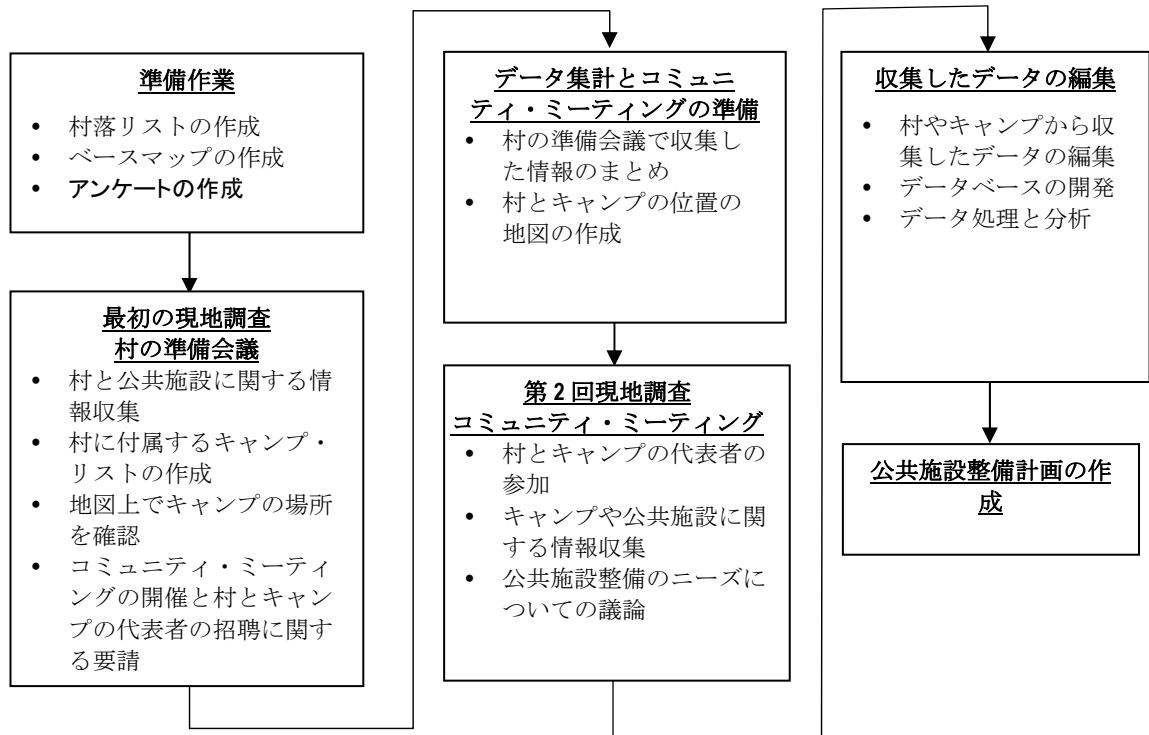 準備作業
• 村落リストの作成
• ベースマップの作成
• アンケートの作成
最初の現地調査
村の準備会議
• 村と公共施設に関する情
報収集
• 村に付属するキャンプ・
リストの作成
• 地図上でキャンプの場所
を確認
• コミュニティ・ミーティ
ングの開催と村とキャン
プの代表者の招聘に関す
る要請
データ集計とコミュニ
ティ・ミーティングの準備
• 村の準備会議で収集し
た情報のまとめ
• 村とキャンプの位置の
地図の作成
第 2 回現地調査
コミュニティ・ミーティング
• 村とキャンプの代表者の
参加
• キャンプや公共施設に関
する情報収集
• 公共施設整備のニーズに
ついての議論
収集したデータの編集
• 村やキャンプから収
集したデータの編集
• データベースの開発
• データ処理と分析
公共施設整備計画の作
成